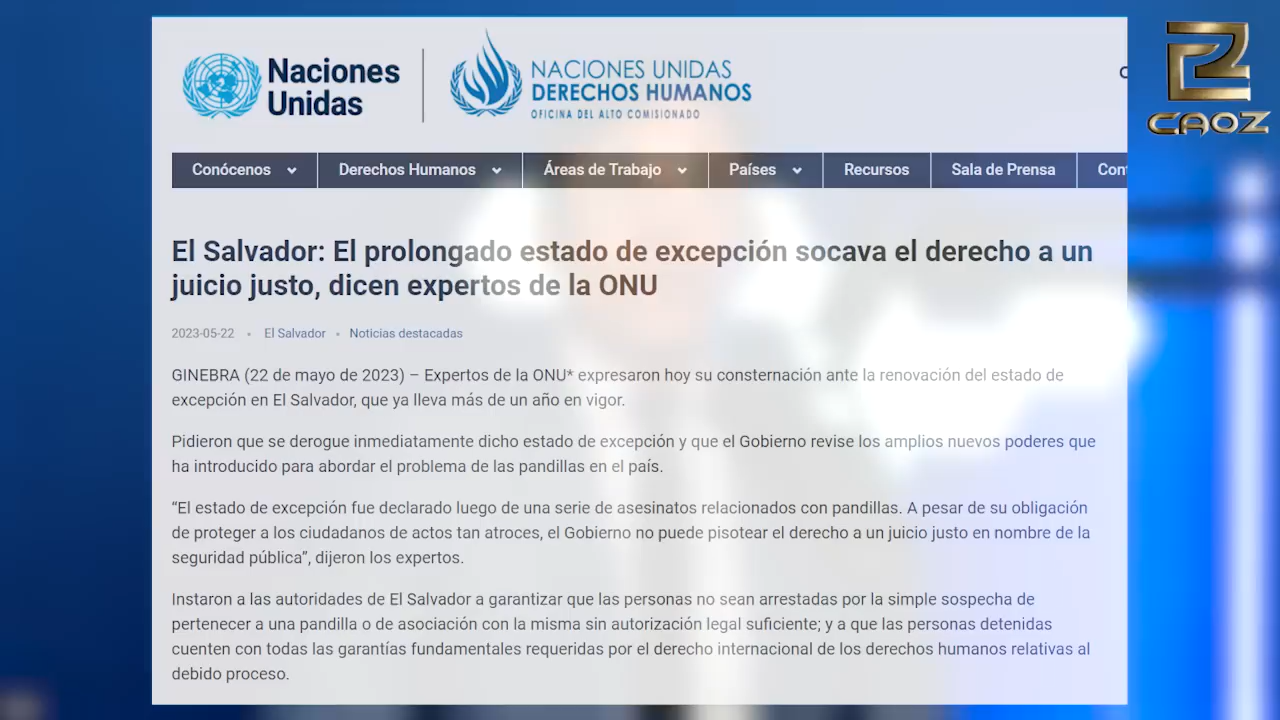 Naciones
Unidas
NACIONES UNIDAS
DERECHOS HUMANOS
OFICINA DEL ALTO COMISIONADO
CAOZ
Conócenos
Derechos Humanos
Áreas de Trabajo
Países
Recursos
Sala de Prensa
El Salvador: El prolongado estado de excepción socava el derecho a un
juicio justo, dicen expertos de la ONU
2023-05-22 • El Salvador • Noticias destacadas
GINEBRA (22 de mayo de 2023) – Expertos de la ONU* expresaron hoy su consternación ante la renovación del estado de
excepción en El Salvador, que ya lleva más de un año en vigor.
Pidieron que se derogue inmediatamente dicho estado de excepción y que el Gobierno revise los amplios nuevos poderes que
ha introducido para abordar el problema de las pandillas en el país.
“El estado de excepción fue declarado luego de una serie de asesinatos relacionados con pandillas. A pesar de su obligación
de proteger a los ciudadanos de actos tan atroces, el Gobierno no puede pisotear el derecho a un juicio justo en nombre de la
seguridad pública”, dijeron los expertos.
Instaron a las autoridades de El Salvador a garantizar que las personas no sean arrestadas por la simple sospecha de
pertenecer a una pandilla o de asociación con la misma sin autorización legal suficiente; y a que las personas detenidas
cuenten con todas las garantías fundamentales requeridas por el derecho internacional de los derechos humanos relativas al
debido proceso.